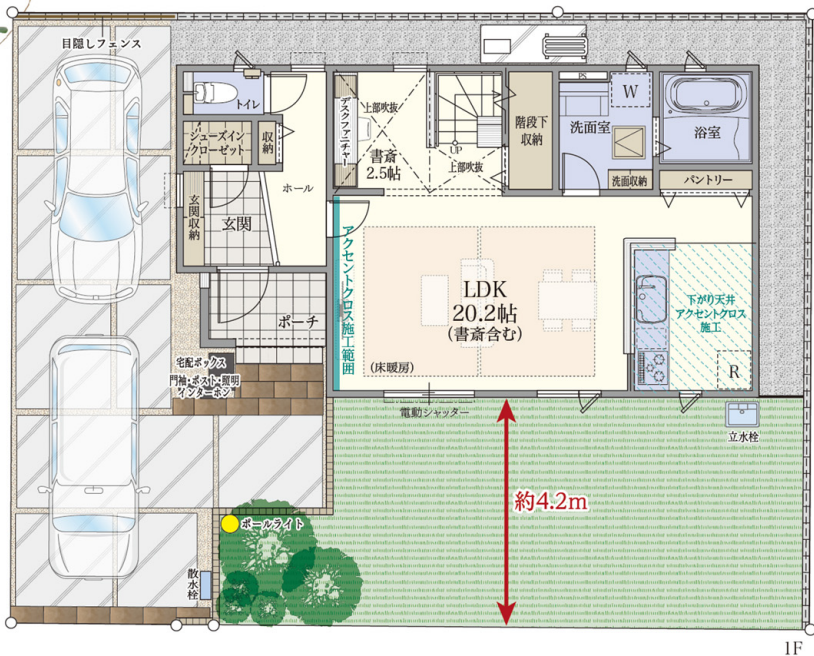 目隠しフェンス
トイレ
シューズイン
クローゼット
収納
ホール
玄関収納
玄関
ポーチ
宅配ボックス
門袖・ポスト・照明
インターホン
デスクファニチャー
上部吹抜
書斎
2.5帖
UP
上部吹抜
階段下
収納
PS
W
洗面室
洗面収納
浴室
パントリー
アクセントクロス施工範囲
LDK
20.2帖
(書斎含む)
(床暖房)
下がり天井
アクセントクロス
施工
R
電動シャッター
立水栓
約4.2m
ポールライト
散水栓
1F